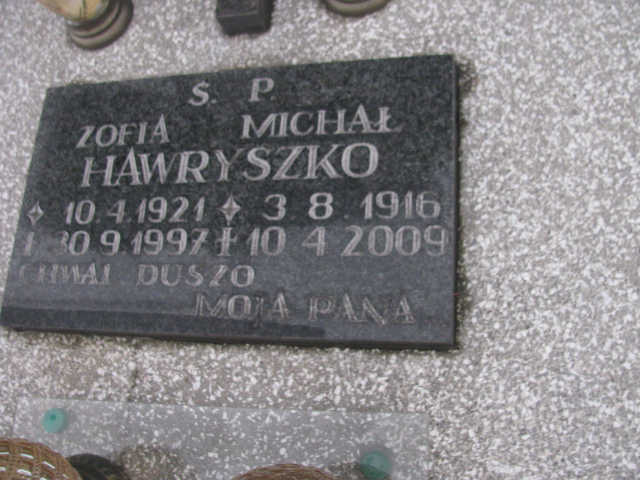 S. P.
ZOFIA MICHAŁ
HAWRYSZKO
10.4.1921 3.8.1916
30.9.1997 10.4 2009
CHWAL DUSZO
MOJA PANA